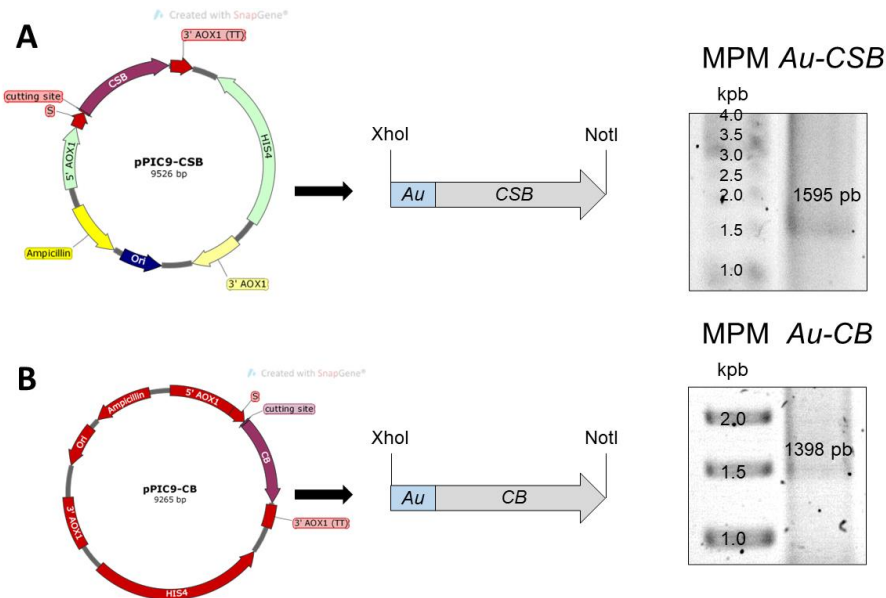 Created with SnapGene®
A
3' AOX1 (TT)
CSB
cutting site
S
5' AOX1
HIS4
pPIC9-CSB
9526 bp
Ampicillin
Ori
3' AOX1
XhoI
NotI
Au
CSB
MPM Au-CSB
kpb
4.0
3.5
3.0
2.5
2.0
1595 pb
1.5
1.0
B
Created with SnapGene®
Ampicillin
5' AOX1
S
cutting site
Ori
CB
pPIC9-CB
9265 bp
3' AOX1 (TT)
3' AOX1
HIS4
XhoI
NotI
Au
CB
MPM Au-CB
kpb
2.0
1398 pb
1.5
1.0